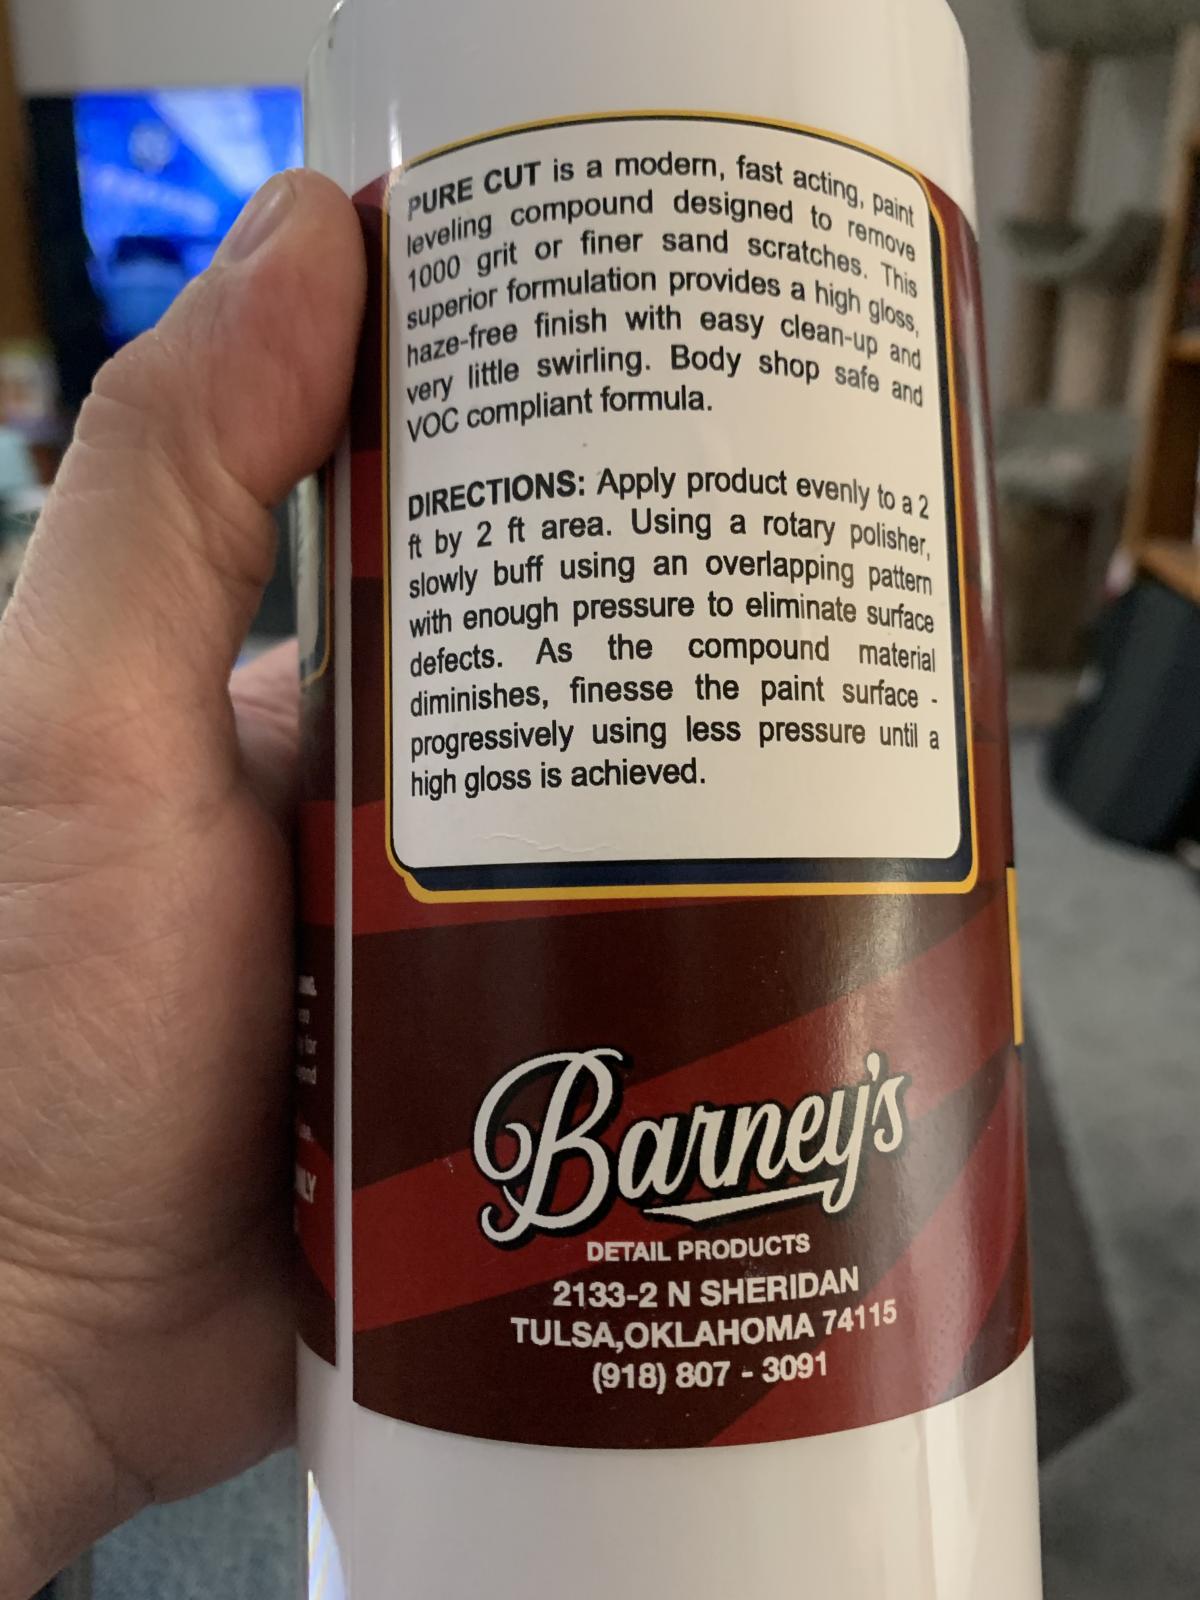 PURE CUT is a modern, fast acting, paint
leveling compound designed to remove
1000 grit or finer sand scratches. This
superior formulation provides a high gloss,
haze-free finish with easy clean-up and
very little swirling. Body shop safe and
VOC compliant formula.
DIRECTIONS: Apply product evenly to a 2
ft by 2 ft area. Using a rotary polisher,
slowly buff using an overlapping pattern
with enough pressure to eliminate surface
defects. As the compound material
diminishes, finesse the paint surface -
progressively using less pressure until a
high gloss is achieved.
Barney's
DETAIL PRODUCTS
2133-2 N SHERIDAN
TULSA,OKLAHOMA 74115
(918) 807 - 3091